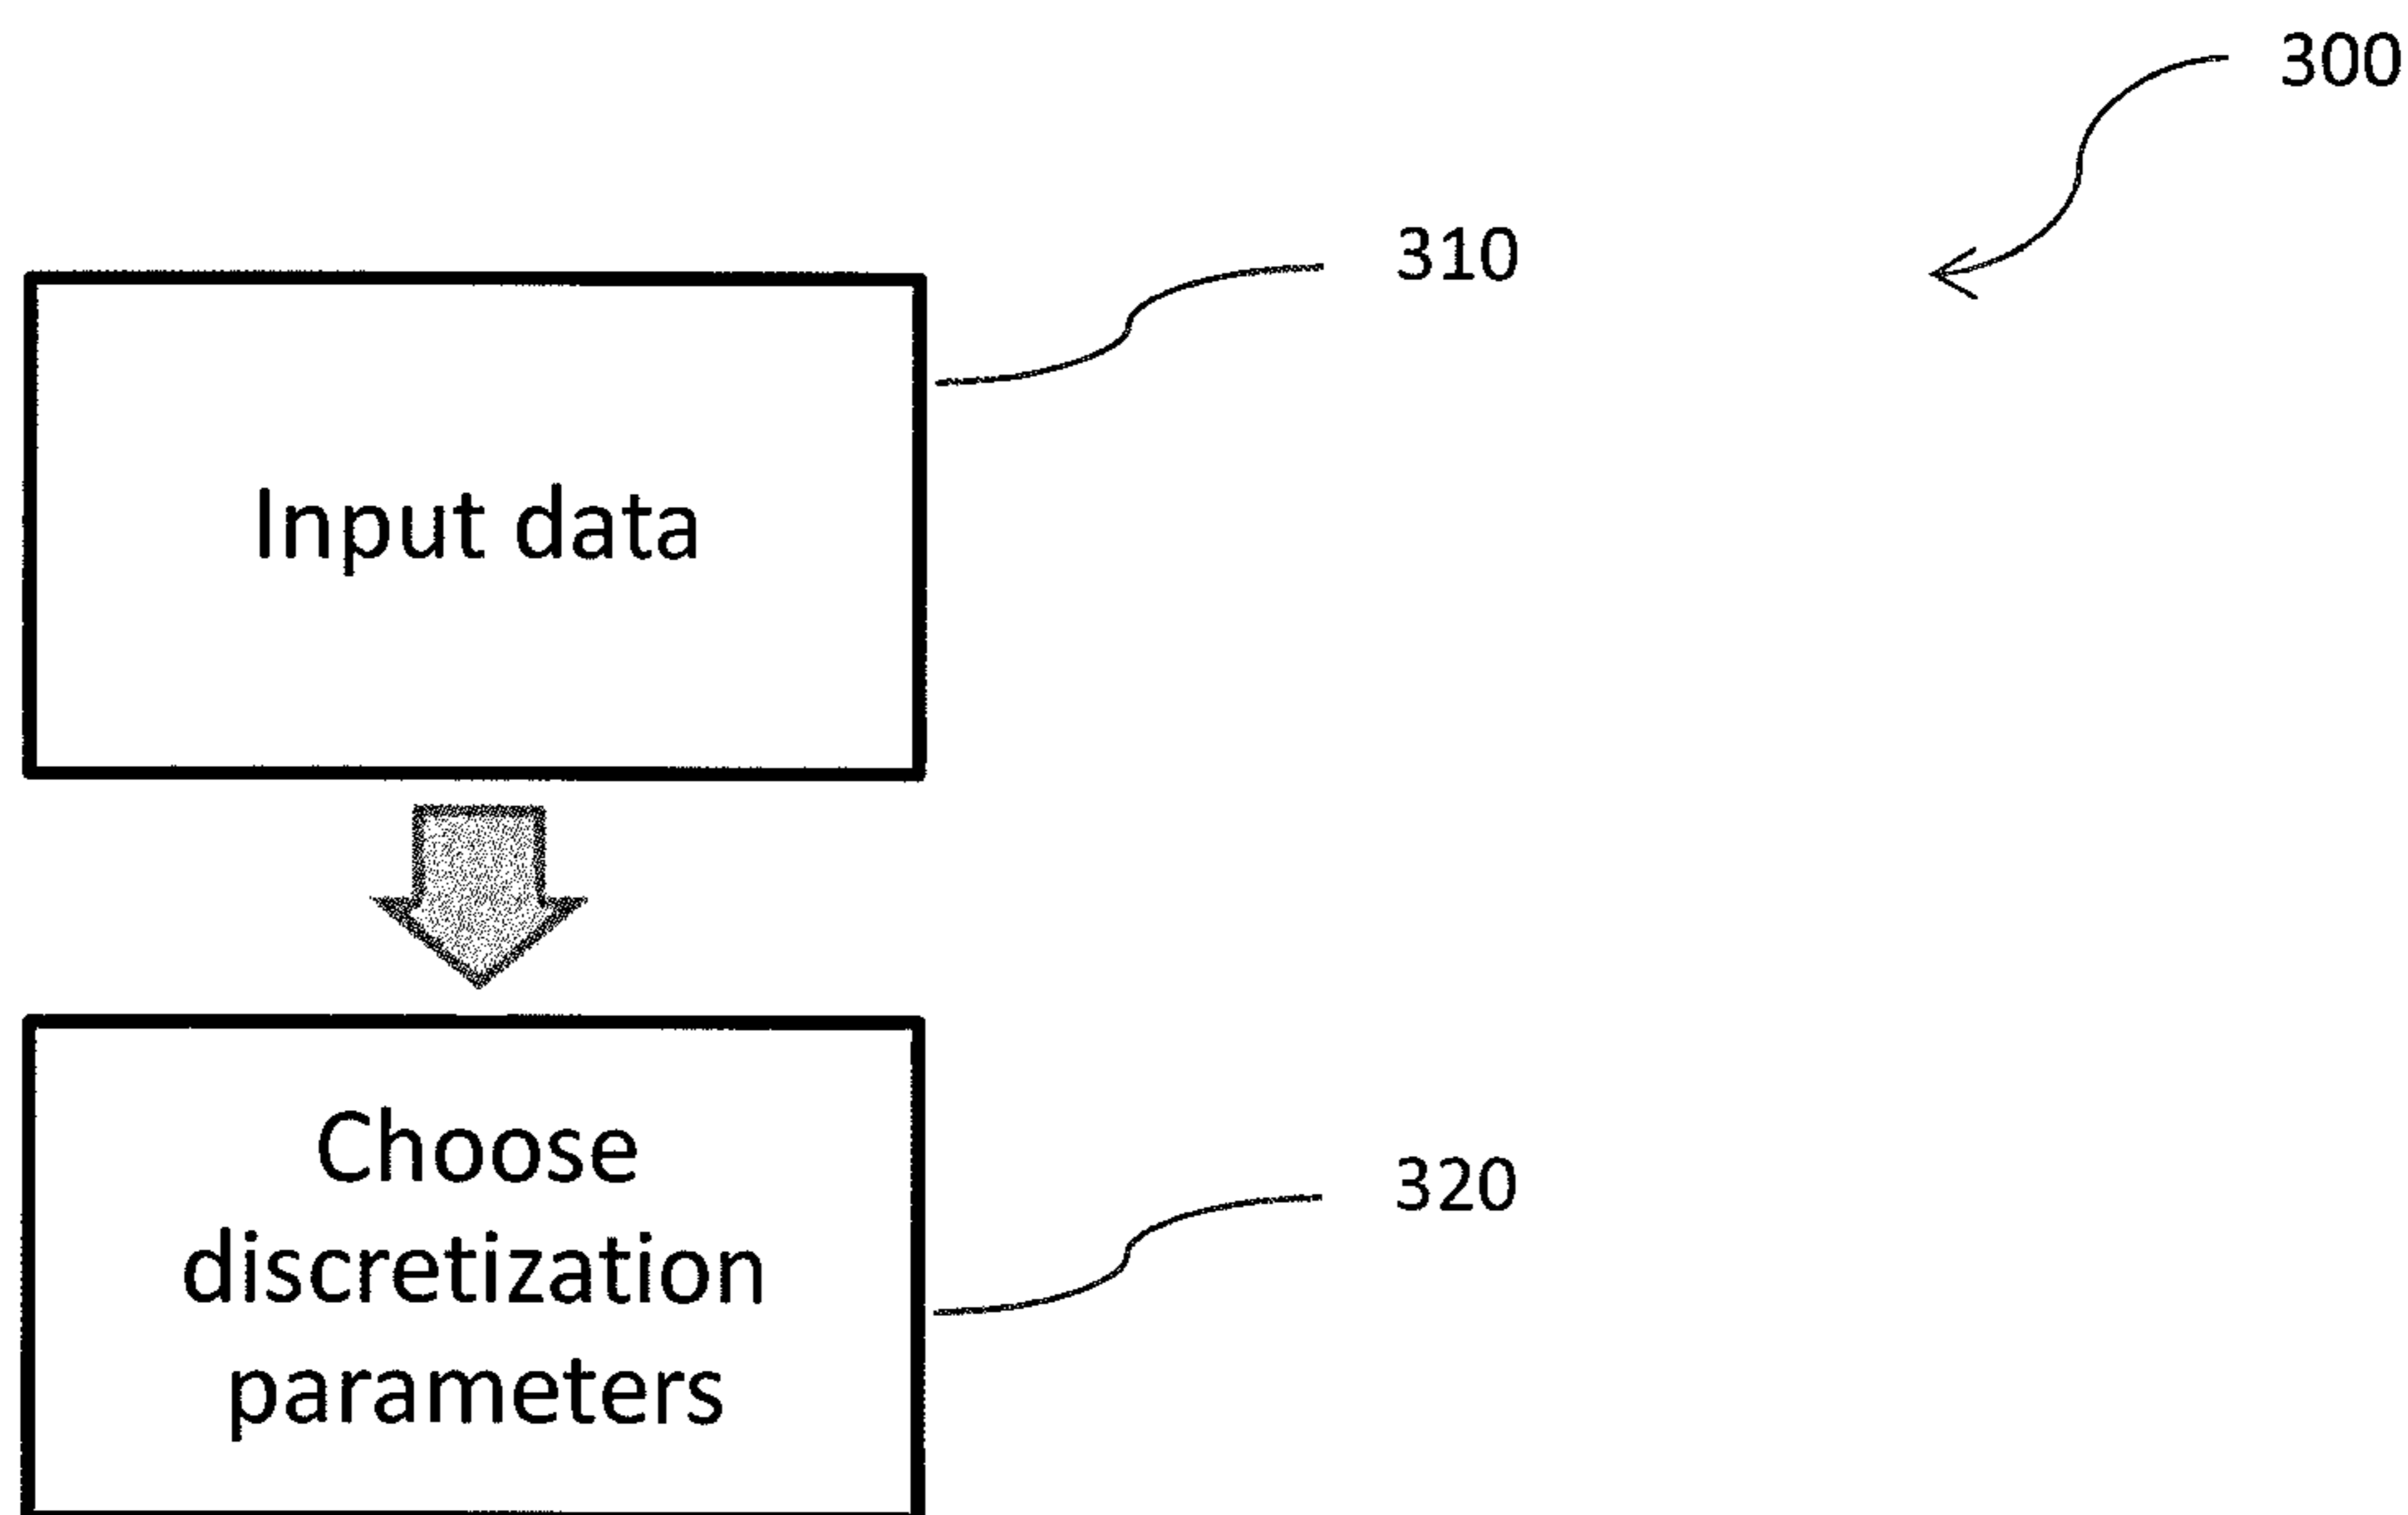 300
310
Input data
Choose
discretization
parameters
320